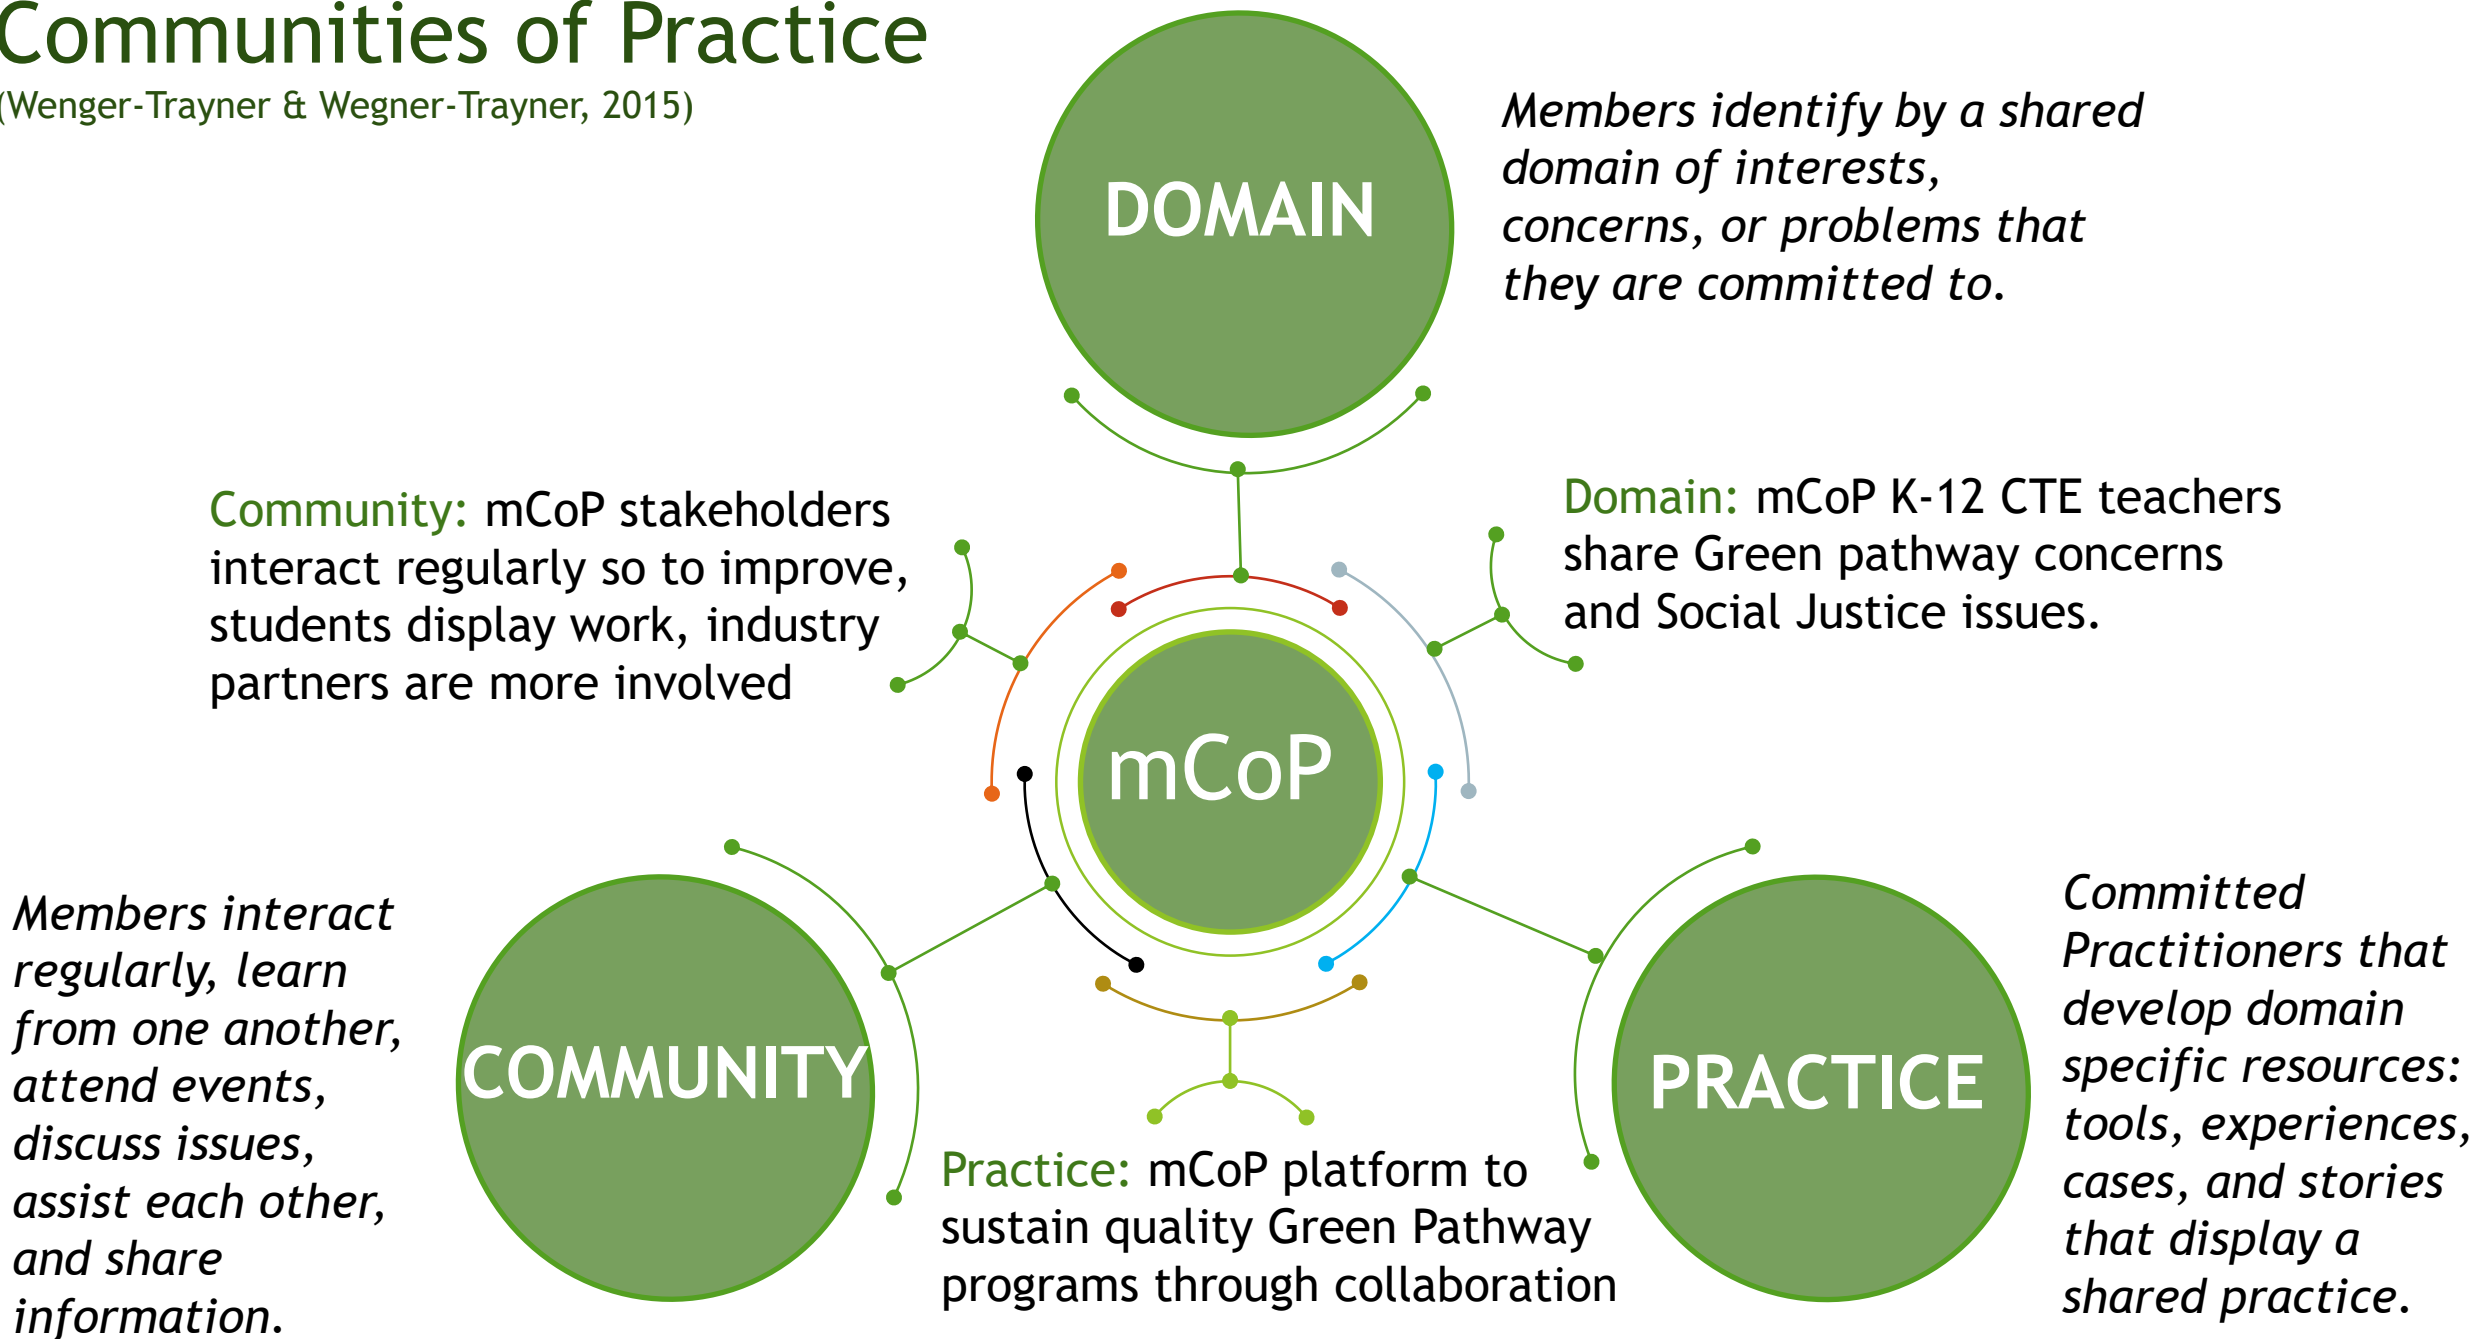 Communities of Practice
(Wenger-Trayner & Wegner-Trayner, 2015)
DOMAIN
Members identify by a shared
domain of interests,
concerns, or problems that
they are committed to.
Community: mCoP stakeholders
interact regularly so to improve,
students display work, industry
partners are more involved
Domain: mCoP K-12 CTE teachers
share Green pathway concerns
and Social Justice issues.
mCoP
Members interact
regularly, learn
from one another,
attend events,
discuss issues,
assist each other,
and share
information.
COMMUNITY
Practice: mCoP platform to
sustain quality Green Pathway
programs through collaboration
PRACTICE
Committed
Practitioners that
develop domain
specific resources:
tools, experiences,
cases, and stories
that display a
shared practice.